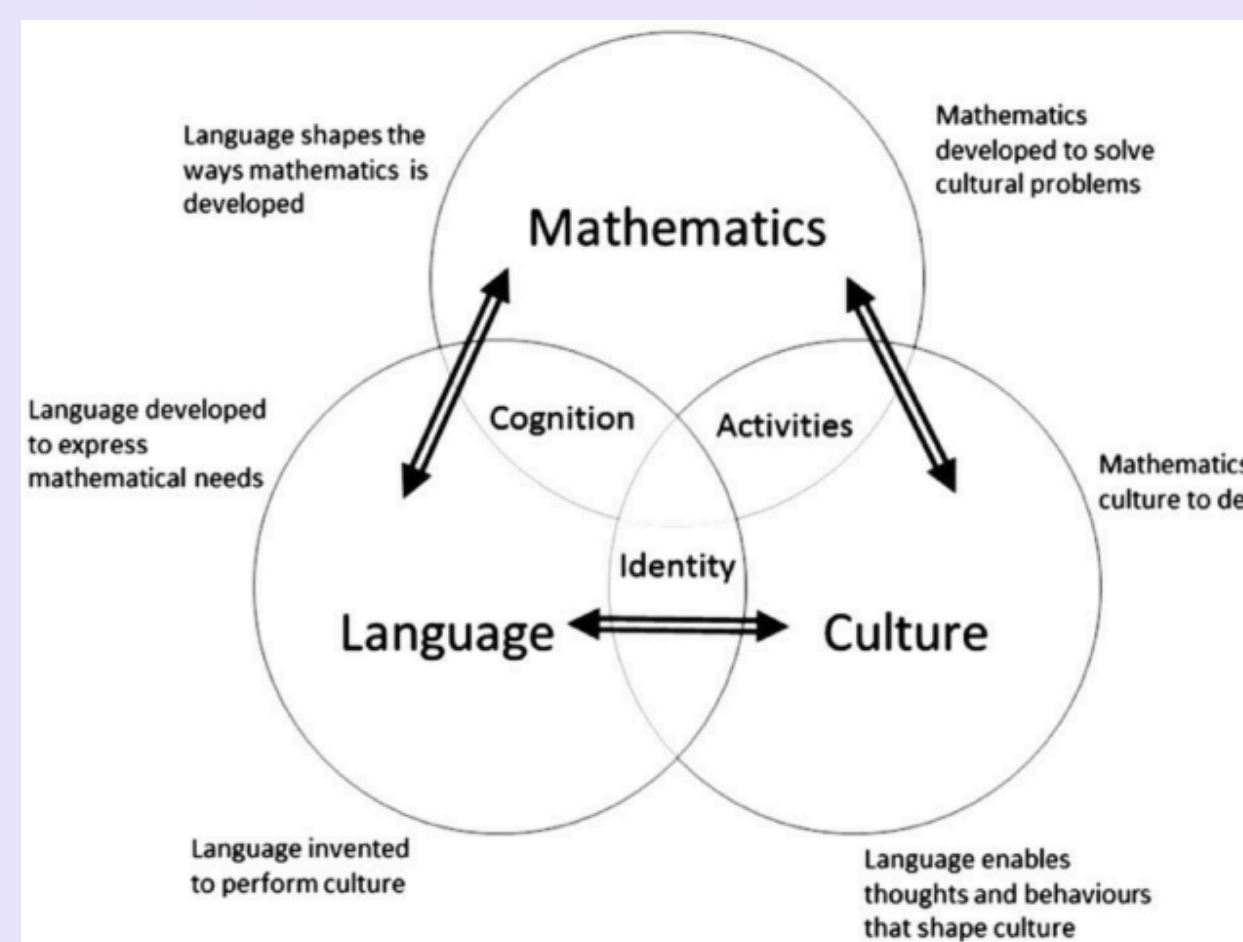 Language shapes the
ways mathematics is
developed
Mathematics
developed to solve
cultural problems
Mathematics
Language developed
to express
mathematical needs
Cognition
Activities
Mathematics
culture to de
Identity
Language
Culture
Language invented
to perform culture
Language enables
thoughts and behaviours
that shape culture